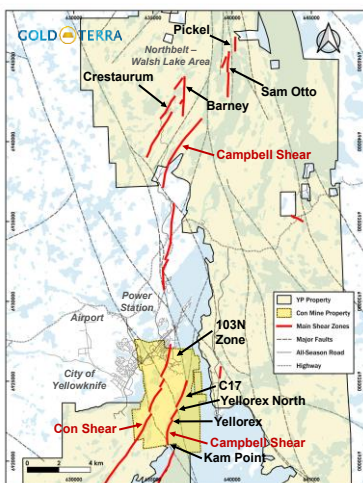 GOLD TERRA
Pickel
Northbelt –
Walsh Lake Area
Crestaurum
Sam Otto
Barney
Campbell Shear
Power
Station
Airport
103N
Zone
City of
Yellowknife
C17
Yellorex North
Yellorex
Con Shear
Campbell Shear
Kam Point
YP Property
Con Mine Property
Main Shear Zones
Major Faults
All-Season Road
Highway
0 2 4 km